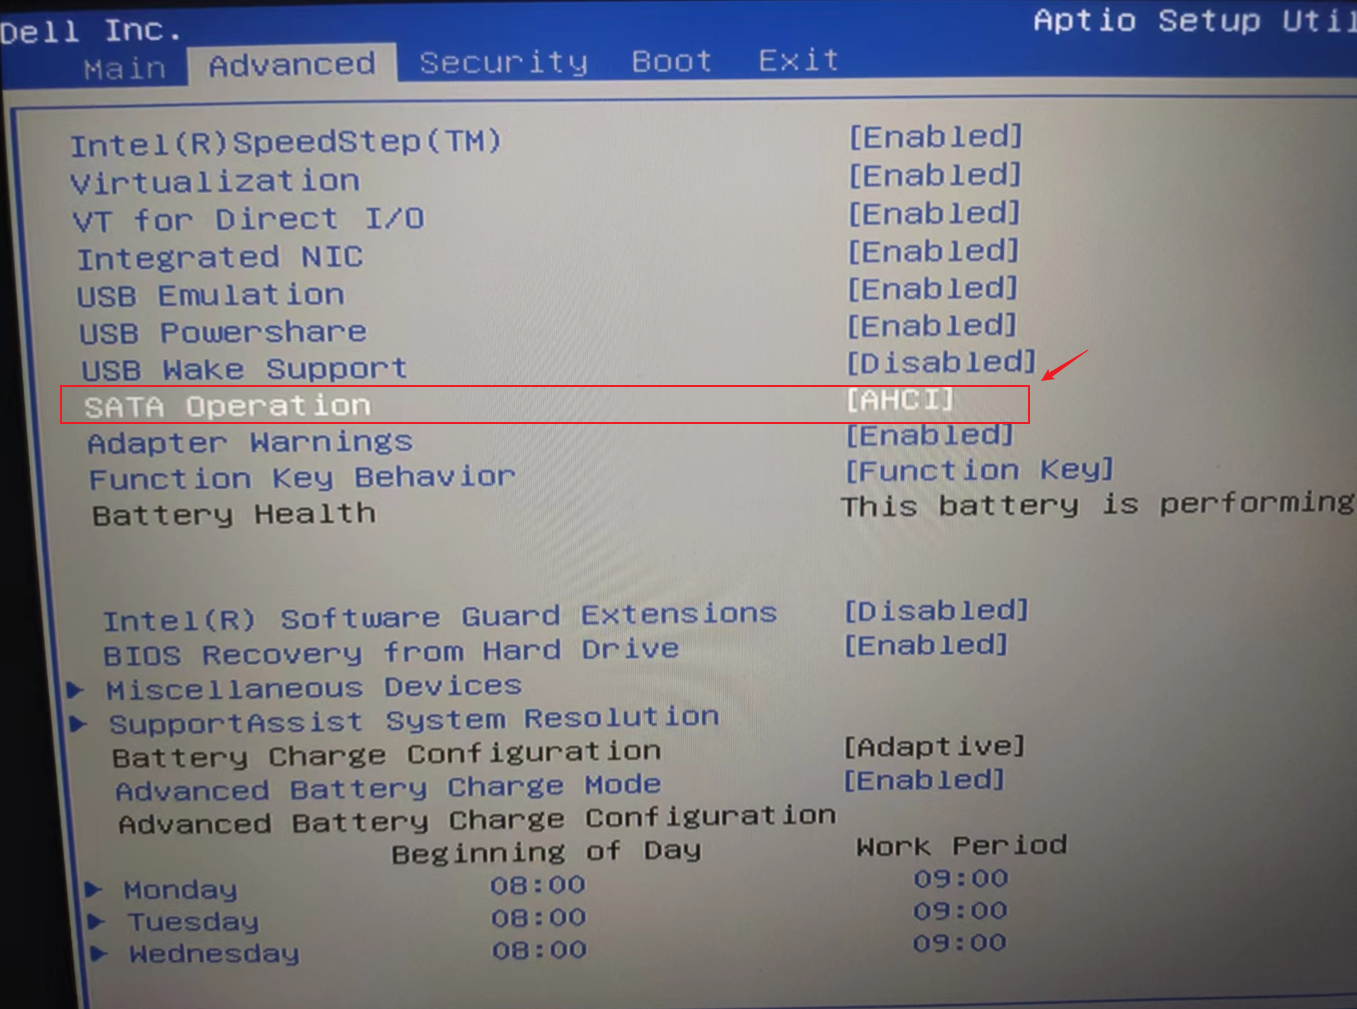 Dell Inc.
Aptio Setup Util
Main Advanced Security Boot Exit
Intel(R)SpeedStep(TM) [Enabled]
Virtualization [Enabled]
VT for Direct I/O [Enabled]
Integrated NIC [Enabled]
USB Emulation [Enabled]
USB Powershare [Enabled]
USB Wake Support [Disabled]
SATA Operation [AHCI]
Adapter Warnings [Enabled]
Function Key Behavior [Function Key]
Battery Health This battery is performing
Intel(R) Software Guard Extensions [Disabled]
BIOS Recovery from Hard Drive [Enabled]
Miscellaneous Devices
SupportAssist System Resolution
Battery Charge Configuration [Adaptive]
Advanced Battery Charge Mode [Enabled]
Advanced Battery Charge Configuration
Beginning of Day Work Period
Monday 08:00 09:00
Tuesday 08:00 09:00
Wednesday 08:00 09:00